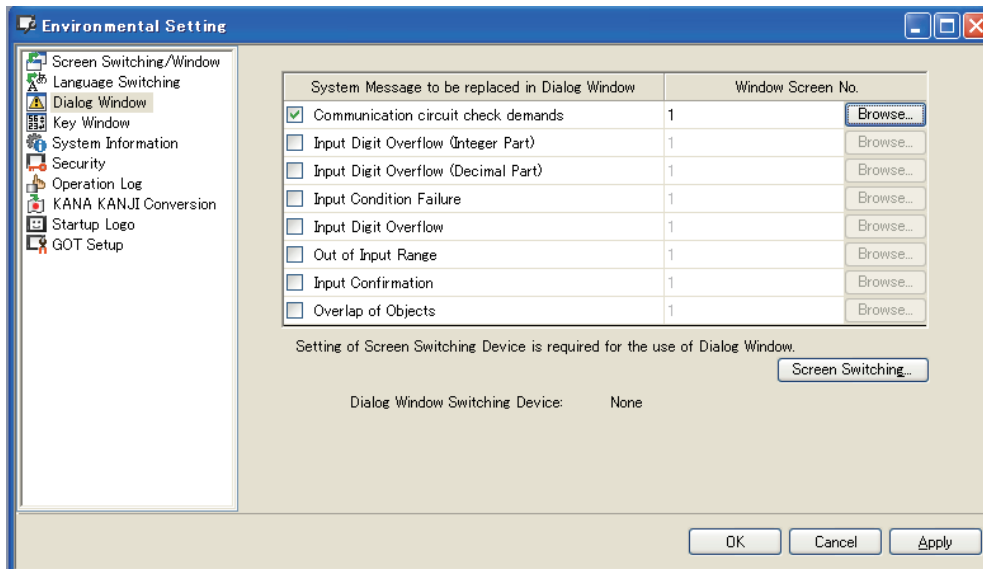 Environmental Setting
Screen Switching/Window
Language Switching
Dialog Window
Key Window
System Information
Security
Operation Log
KANA KANJI Conversion
Startup Logo
GOT Setup
System Message to be replaced in Dialog Window Window Screen No.
Communication circuit check demands 1 Browse...
Input Digit Overflow (Integer Part) 1 Browse...
Input Digit Overflow (Decimal Part) 1 Browse...
Input Condition Failure 1 Browse...
Input Digit Overflow 1 Browse...
Out of Input Range 1 Browse...
Input Confirmation 1 Browse...
Overlap of Objects 1 Browse...
Setting of Screen Switching Device is required for the use of Dialog Window.
Screen Switching...
Dialog Window Switching Device: None
OK Cancel Apply